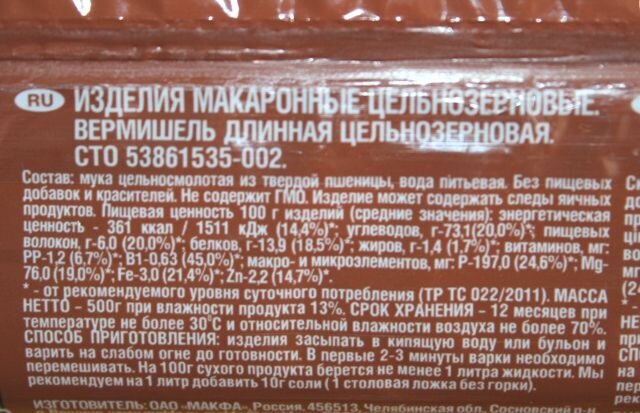 RU ИЗДЕЛИЯ МАКАРОННЫЕ ЦЕЛЬНОЗЕРНОВЫЕ.
ВЕРМИШЕЛЬ ДЛИННАЯ ЦЕЛЬНОЗЕРНОВАЯ.
СТО 53861535-002.
Состав: мука цельносмолотая из твердой пшеницы, вода питьевая. Без пищевых
добавок и красителей. Не содержит ГМО. Изделие может содержать следы яичных
продуктов. Пищевая ценность 100 г изделий (средние значения): энергетическая
ценность - 361 ккал / 1511 кДж (14,4%)*, углеводов, г-73,1(20,0%)*, пищевых
волокон, г-6,0 (20,0%)*; белков, г-13,9 (18,5%)*; жиров, г-1,4 (1,7%)*; витаминов, мг:
PP-1,2 (6,7%)*; B1-0,63 (45,0%)*; макро- и микроэлементов, мг: P-197,0 (24,6%)*; Mg-
76,0 (19,0%)*; Fe-3,0 (21,4%)*; Zn-2,2 (14,7%)*.
* - от рекомендуемого уровня суточного потребления (ТР ТС 022/2011). МАССА
НЕТТО - 500г при влажности продукта 13%. СРОК ХРАНЕНИЯ - 12 месяцев при
температуре не более 30°С и относительной влажности воздуха не более 70%.
СПОСОБ ПРИГОТОВЛЕНИЯ: изделия засыпать в кипящую воду или бульон и
варить на слабом огне до готовности. В первые 2-3 минуты варки необходимо
перемешивать. На 100г сухого продукта берется не менее 1 литра жидкости. Мы
рекомендуем на 1 литр добавить 10г соли (1 столовая ложка без горки).
ИЗГОТОВИТЕЛЬ: ОАО «МАКФА», Россия, 456513, Челябинская обл., Сосновский р-н